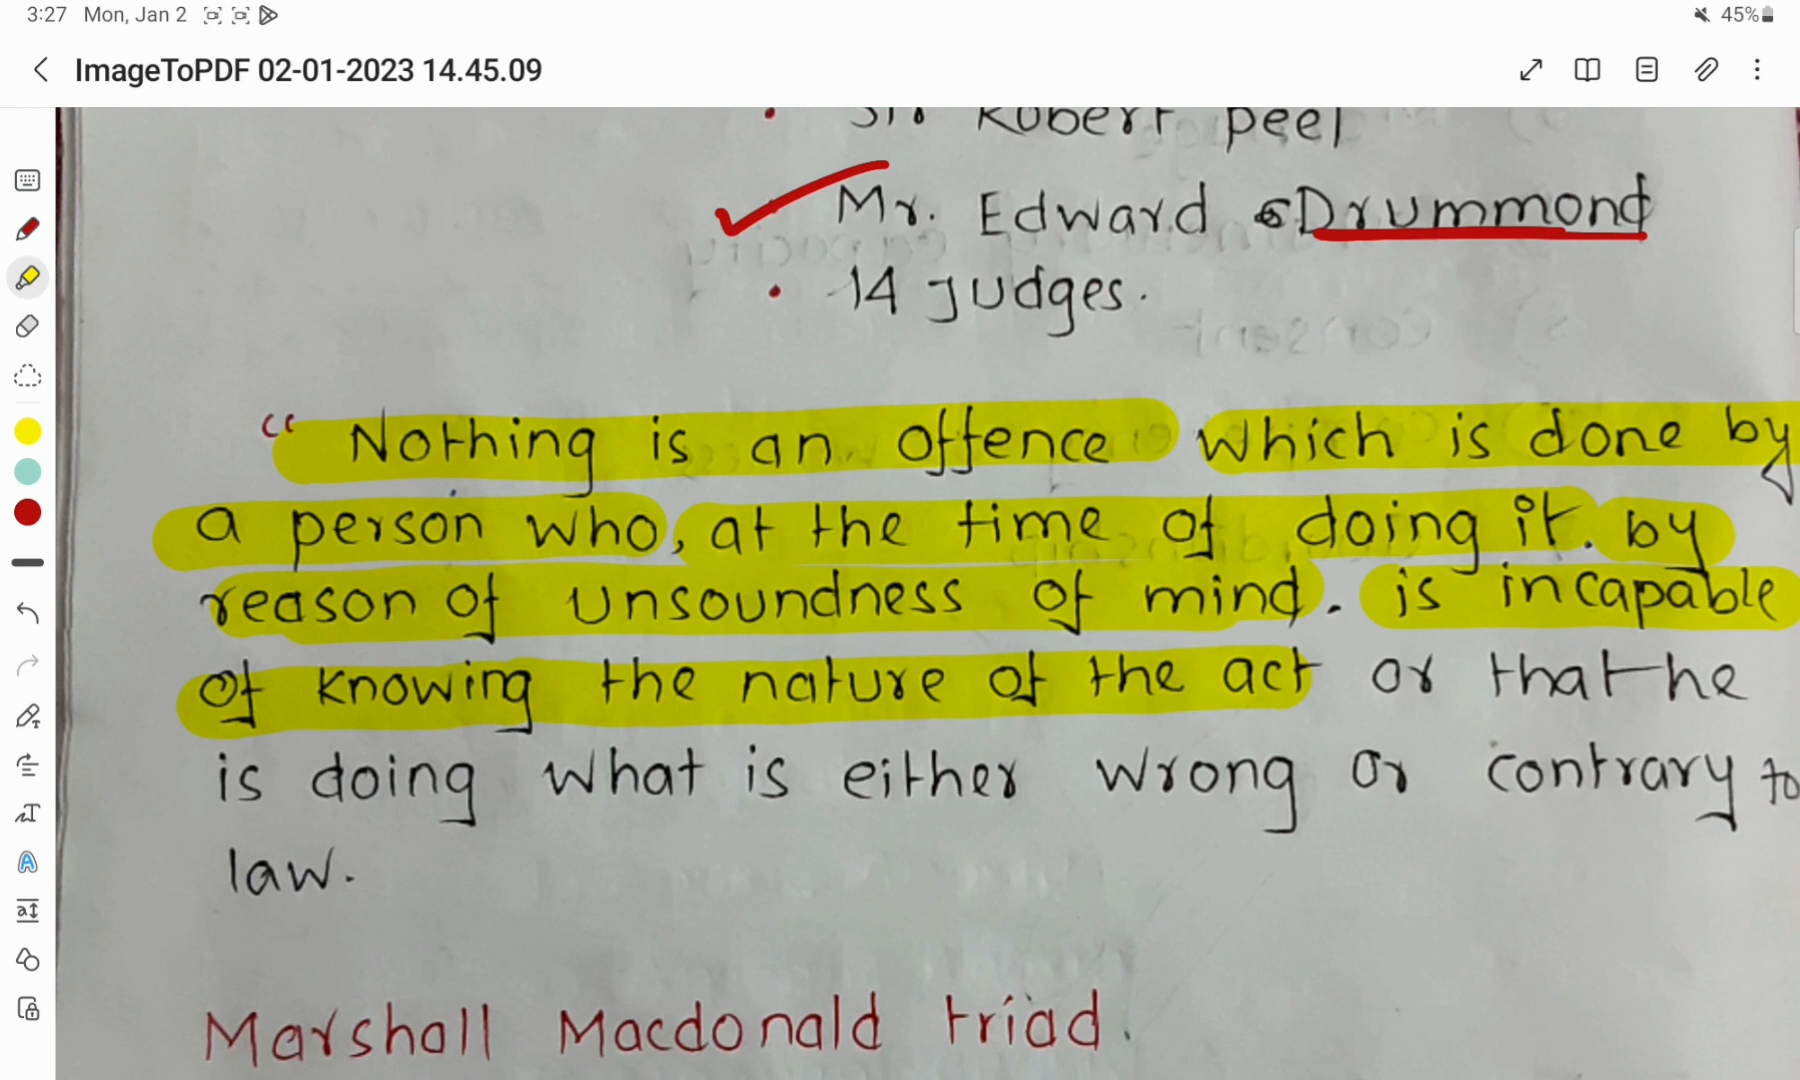 3:27 Mon, Jan 2
45%
ImageToPDF 02-01-2023 14.45.09
• Sir Robert peel
Mr. Edward Drummond
• 14 judges.
“ Nothing is an offence which is done by
a person who, at the time of doing it. by
reason of unsoundness of mind. is incapable
of knowing the nature of the act or that he
is doing what is either wrong or contrary to
law.
Marshall Macdonald triad.